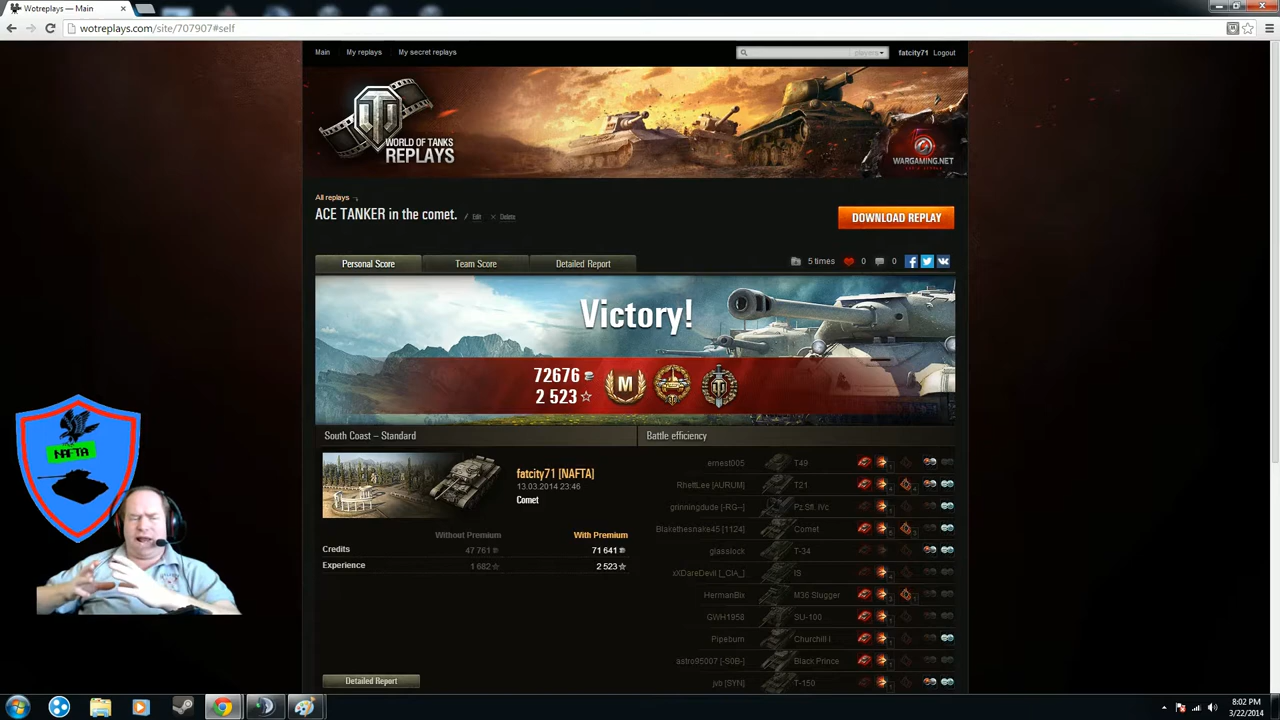 Wotreplays — Main
wotreplays.com/site/707907#self
Main
My replays
My secret replays
players
fatcity71
Logout
WORLD OF TANKS
REPLAYS
WARGAMING.NET
All replays
ACE TANKER in the comet.
Edit
Delete
DOWNLOAD REPLAY
Personal Score
Team Score
Detailed Report
5 times
0
0
Victory!
72676
2 523
M
South Coast – Standard
Battle efficiency
fatcity71 [NAFTA]
13.03.2014 23:46
Comet
Without Premium
With Premium
Credits
47 761
71 641
Experience
1 682
2 523
Detailed Report
ernest005
T49
RhettLee [AURUM]
T21
grinningdude [-RG--]
Pz.Sfl. IVc
Blakethesnake45 [1124]
Comet
glasslock
T-34
xXDareDevil [_CIA_]
IS
HermanBix
M36 Slugger
GWH1958
SU-100
Pipebum
Churchill I
astro95007 [-S0B-]
Black Prince
jvb [SYN]
T-150
NAFTA
8:02 PM
3/22/2014